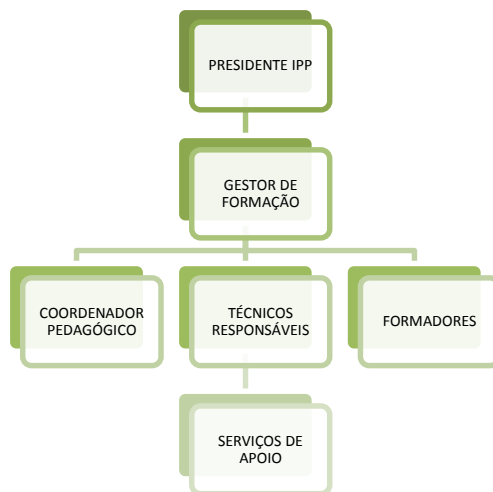 PRESIDENTE IPP
GESTOR DE
FORMAÇÃO
COORDENADOR
PEDAGÓGICO
TÉCNICOS
RESPONSÁVEIS
FORMADORES
SERVIÇOS DE
APOIO